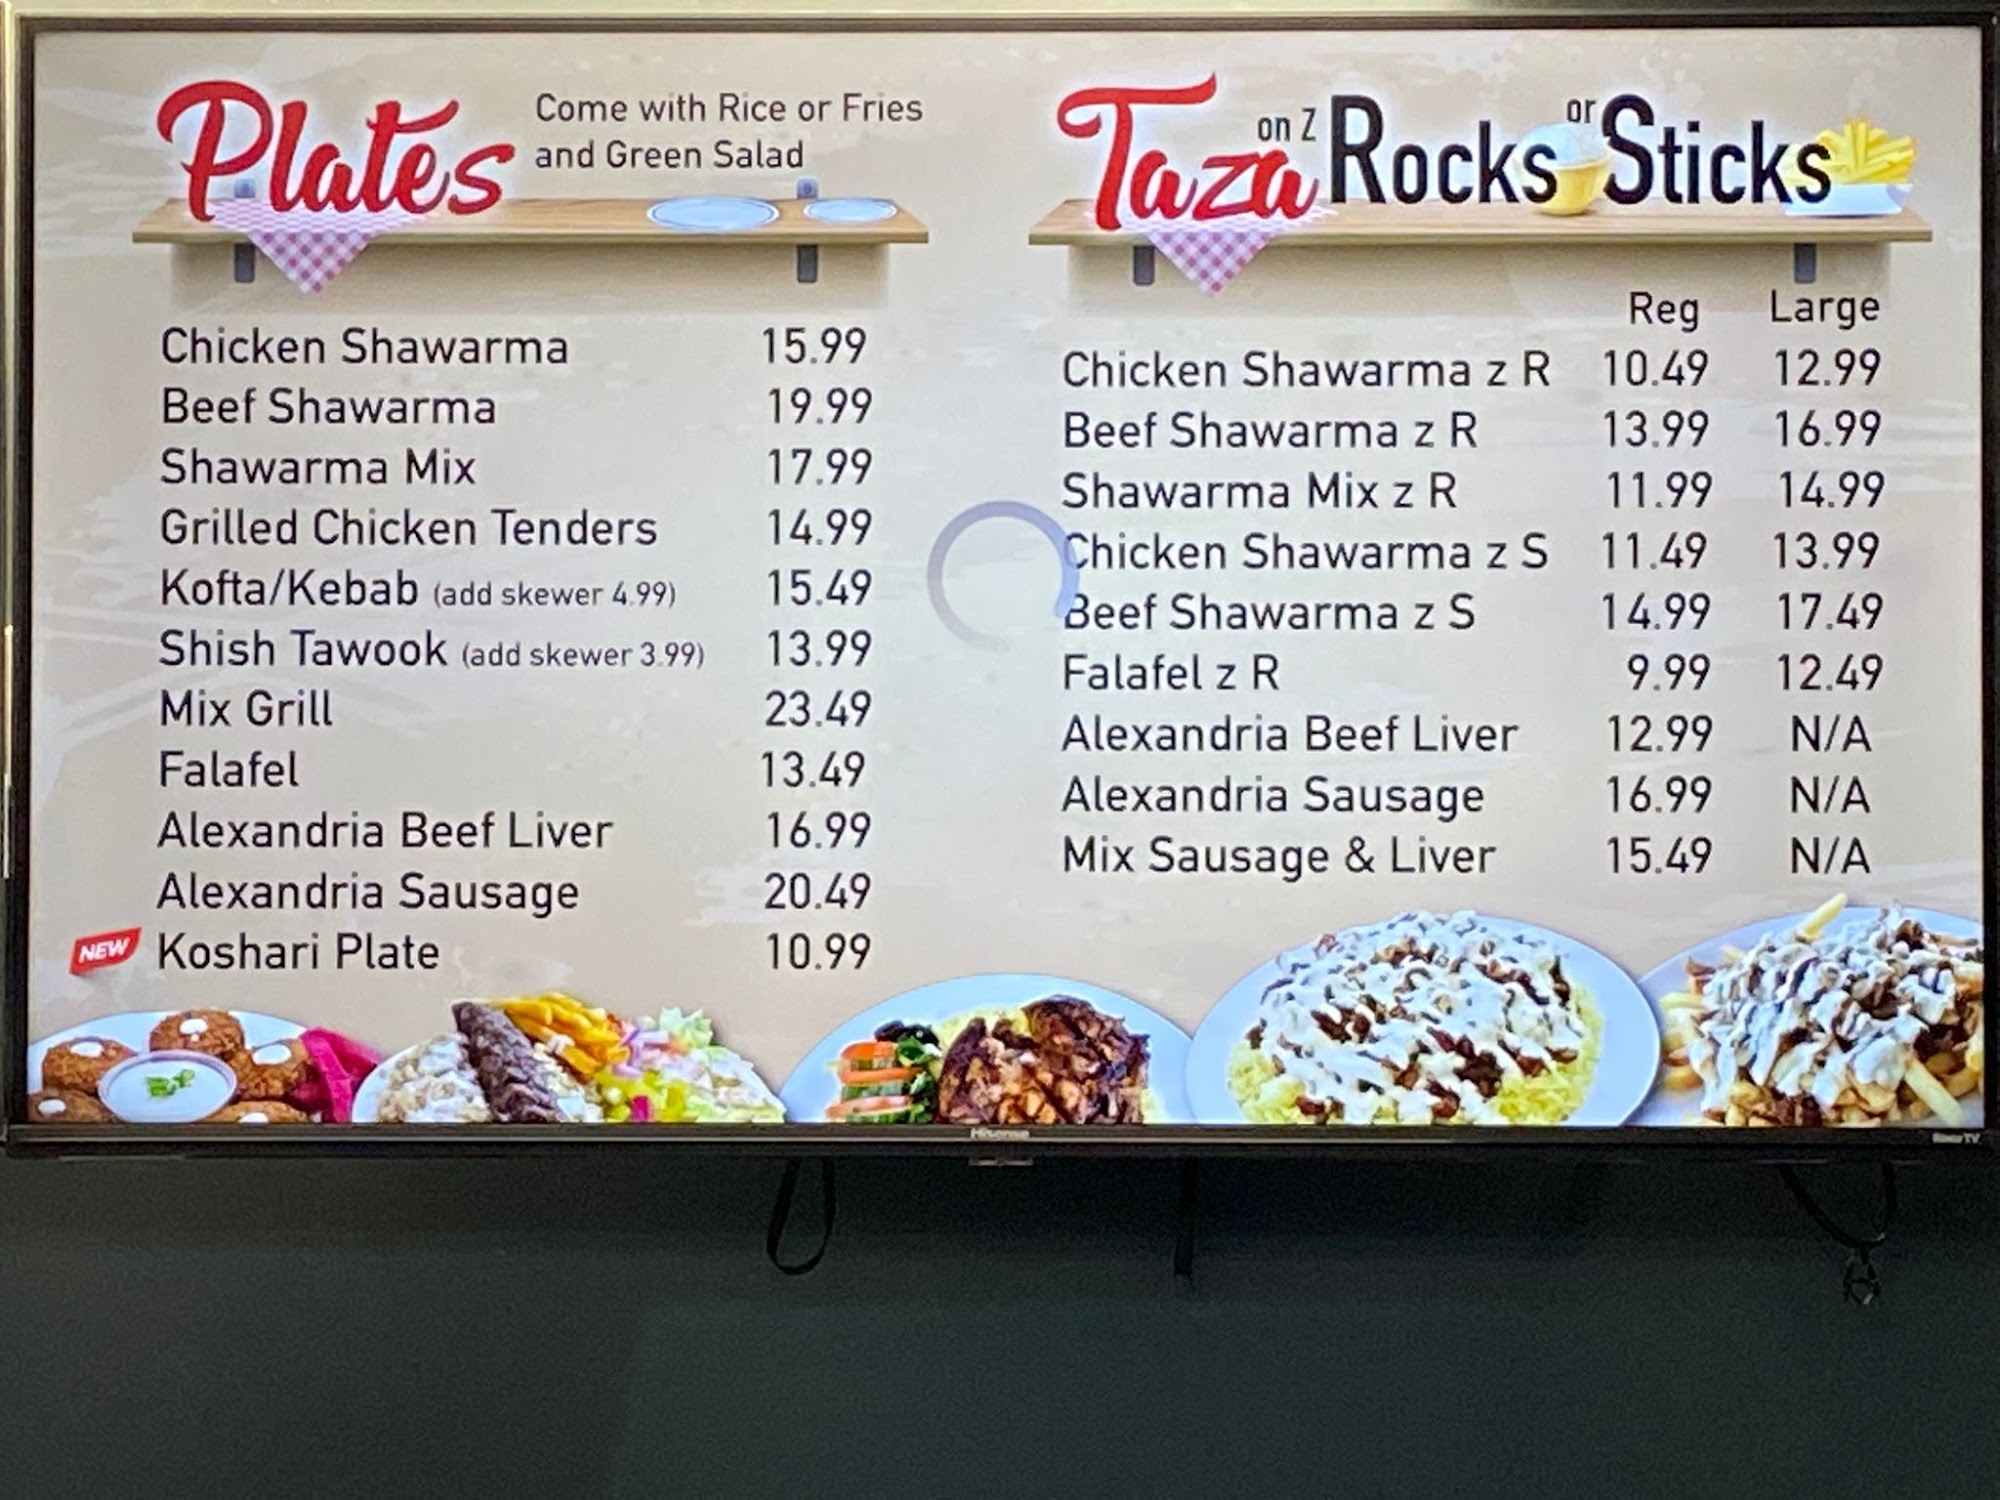 Plates
Come with Rice or Fries
and Green Salad
Chicken Shawarma 15.99
Beef Shawarma 19.99
Shawarma Mix 17.99
Grilled Chicken Tenders 14.99
Kofta/Kebab (add skewer 4.99) 15.49
Shish Tawook (add skewer 3.99) 13.99
Mix Grill 23.49
Falafel 13.49
Alexandria Beef Liver 16.99
Alexandria Sausage 20.49
NEW Koshari Plate 10.99
Taza on Z Rocks or Sticks
Reg Large
Chicken Shawarma z R 10.49 12.99
Beef Shawarma z R 13.99 16.99
Shawarma Mix z R 11.99 14.99
Chicken Shawarma z S 11.49 13.99
Beef Shawarma z S 14.99 17.49
Falafel z R 9.99 12.49
Alexandria Beef Liver 12.99 N/A
Alexandria Sausage 16.99 N/A
Mix Sausage & Liver 15.49 N/A
Hisense
Roku TV